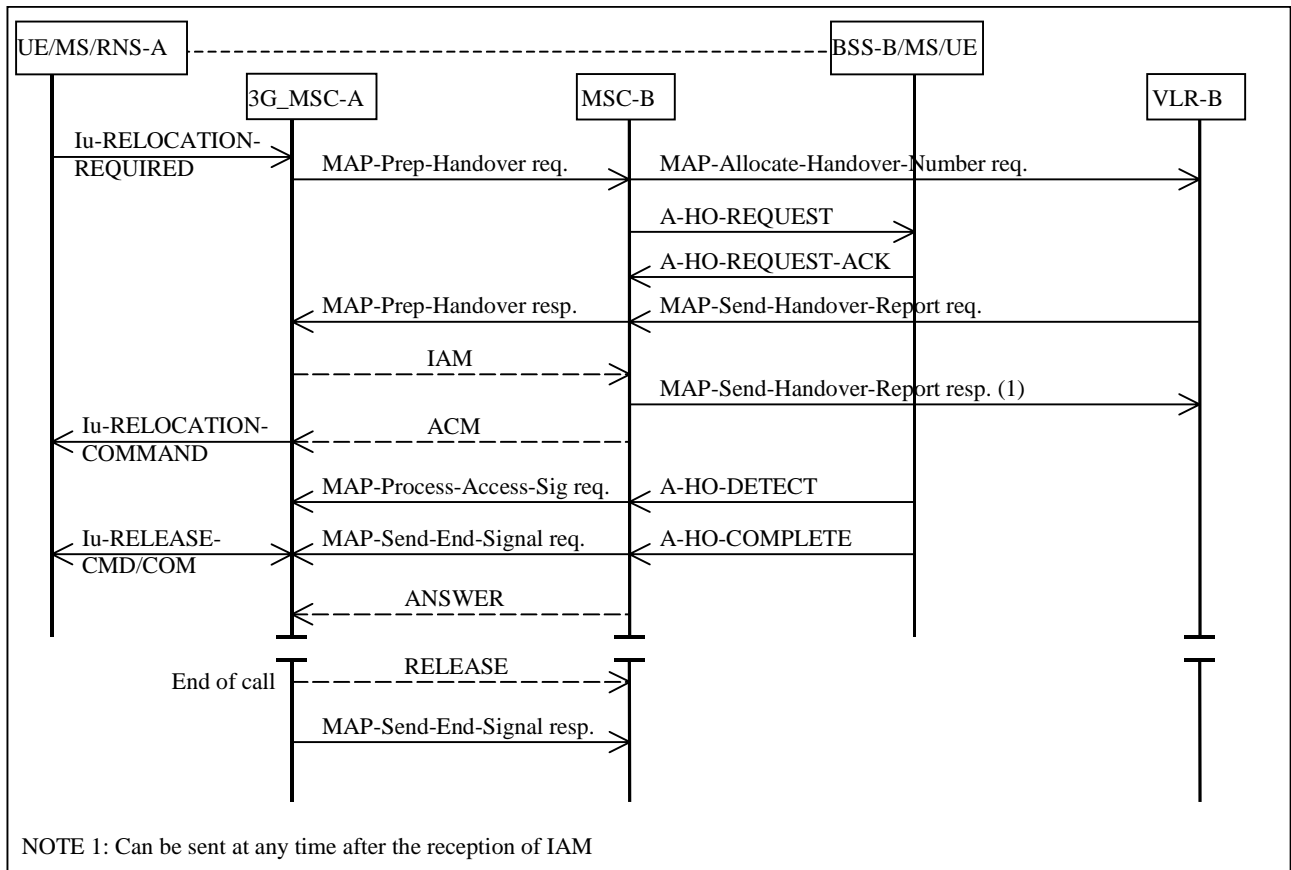 UE/MS/RNS-A
BSS-B/MS/UE
3G_MSC-A
MSC-B
VLR-B
Iu-RELOCATION-
REQUIRED
MAP-Prep-Handover req.
MAP-Allocate-Handover-Number req.
A-HO-REQUEST
A-HO-REQUEST-ACK
MAP-Prep-Handover resp.
MAP-Send-Handover-Report req.
IAM
MAP-Send-Handover-Report resp. (1)
Iu-RELOCATION-
COMMAND
ACM
MAP-Process-Access-Sig req.
A-HO-DETECT
Iu-RELEASE-
CMD/COM
MAP-Send-End-Signal req.
A-HO-COMPLETE
ANSWER
RELEASE
End of call
MAP-Send-End-Signal resp.
NOTE 1: Can be sent at any time after the reception of IAM